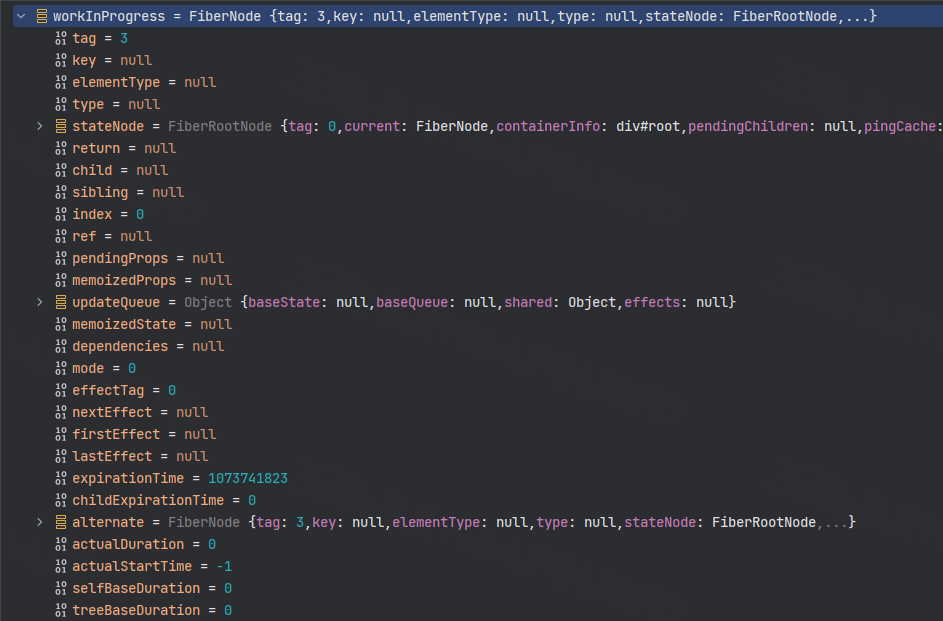 workInProgress = FiberNode {tag: 3,key: null,elementType: null,type: null,stateNode: FiberRootNode,...}
tag = 3
key = null
elementType = null
type = null
stateNode = FiberRootNode {tag: 0,current: FiberNode,containerInfo: div#root,pendingChildren: null,pingCache:
return = null
child = null
sibling = null
index = 0
ref = null
pendingProps = null
memoizedProps = null
updateQueue = Object {baseState: null,baseQueue: null,shared: Object,effects: null}
memoizedState = null
dependencies = null
mode = 0
effectTag = 0
nextEffect = null
firstEffect = null
lastEffect = null
expirationTime = 1073741823
childExpirationTime = 0
alternate = FiberNode {tag: 3,key: null,elementType: null,type: null,stateNode: FiberRootNode,...}
actualDuration = 0
actualStartTime = -1
selfBaseDuration = 0
treeBaseDuration = 0